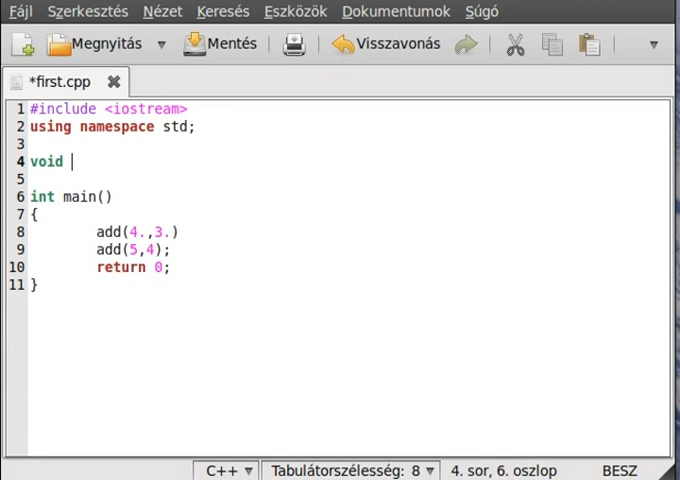 Fájl Szerkesztés Nézet Keresés Eszközök Dokumentumok Súgó
Megnyitás Mentés Visszavonás
*first.cpp
1 #include <iostream>
2 using namespace std;
3
4 void
5
6 int main()
7 {
8 add(4.,3.)
9 add(5,4);
10 return 0;
11 }
C++ Tabulátorszélesség: 8 4. sor, 6. oszlop BESZ